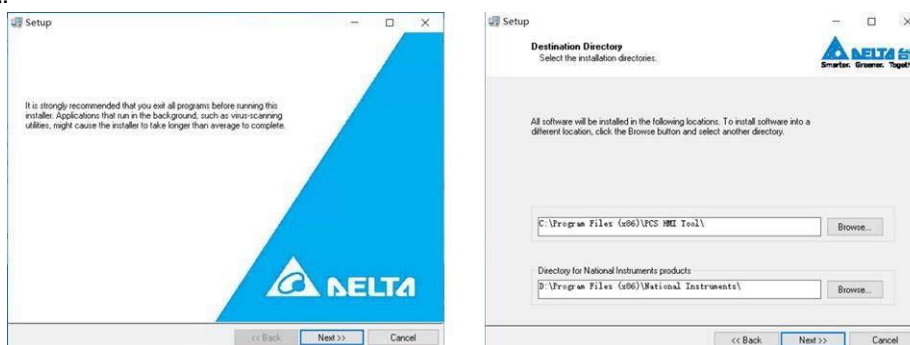 Setup
It is strongly recommended that you exit all programs before running this
installer. Applications that run in the background, such as virus-scanning
utilities, might cause the installer to take longer than average to complete.
DELTA
<< Back Next >> Cancel
Setup
Destination Directory
Select the installation directories.
DELTA 台
Smarter. Greener.
All software will be installed in the following locations. To install software into a
different location, click the Browse button and select another directory.
C:\Program Files (x86)\PCS HMI Tool\
Browse...
Directory for National Instruments products
D:\Program Files (x86)\National Instruments\
Browse...
<< Back Next >> Cancel